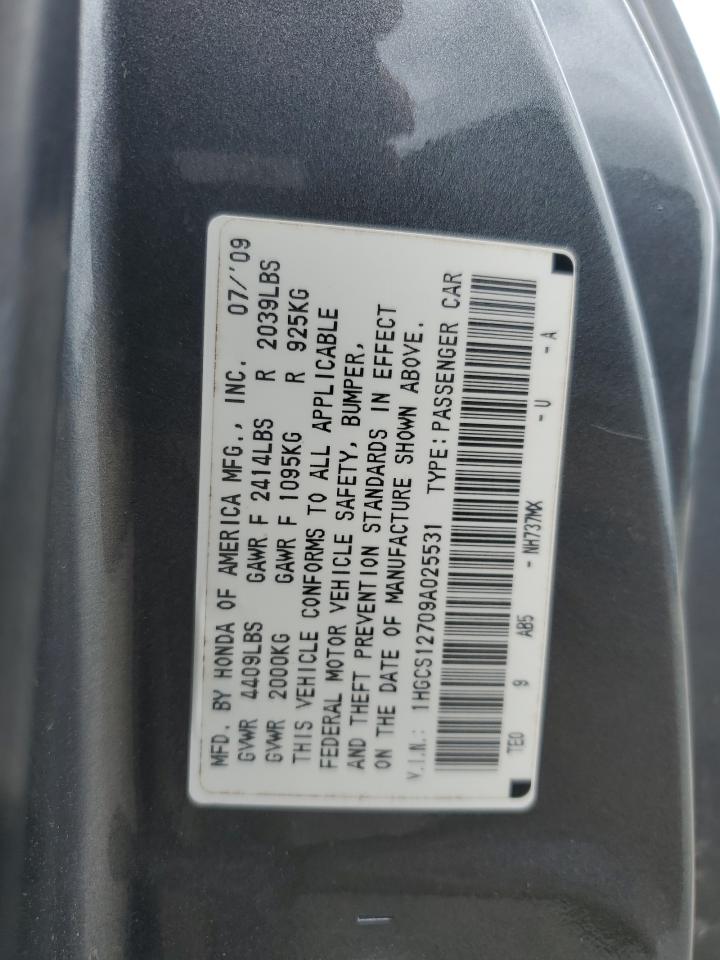 MFD. BY HONDA OF AMERICA MFG., INC. 07/'09
GVWR 4409LBS GAWR F 2414LBS R 2039LBS
GVWR 2000KG GAWR F 1095KG R 925KG
THIS VEHICLE CONFORMS TO ALL APPLICABLE
FEDERAL MOTOR VEHICLE SAFETY, BUMPER,
AND THEFT PREVENTION STANDARDS IN EFFECT
ON THE DATE OF MANUFACTURE SHOWN ABOVE.
V.I.N.: 1HGCS12709A025531 TYPE: PASSENGER CAR
TE0 9 AB5 - NH737MX - U - A